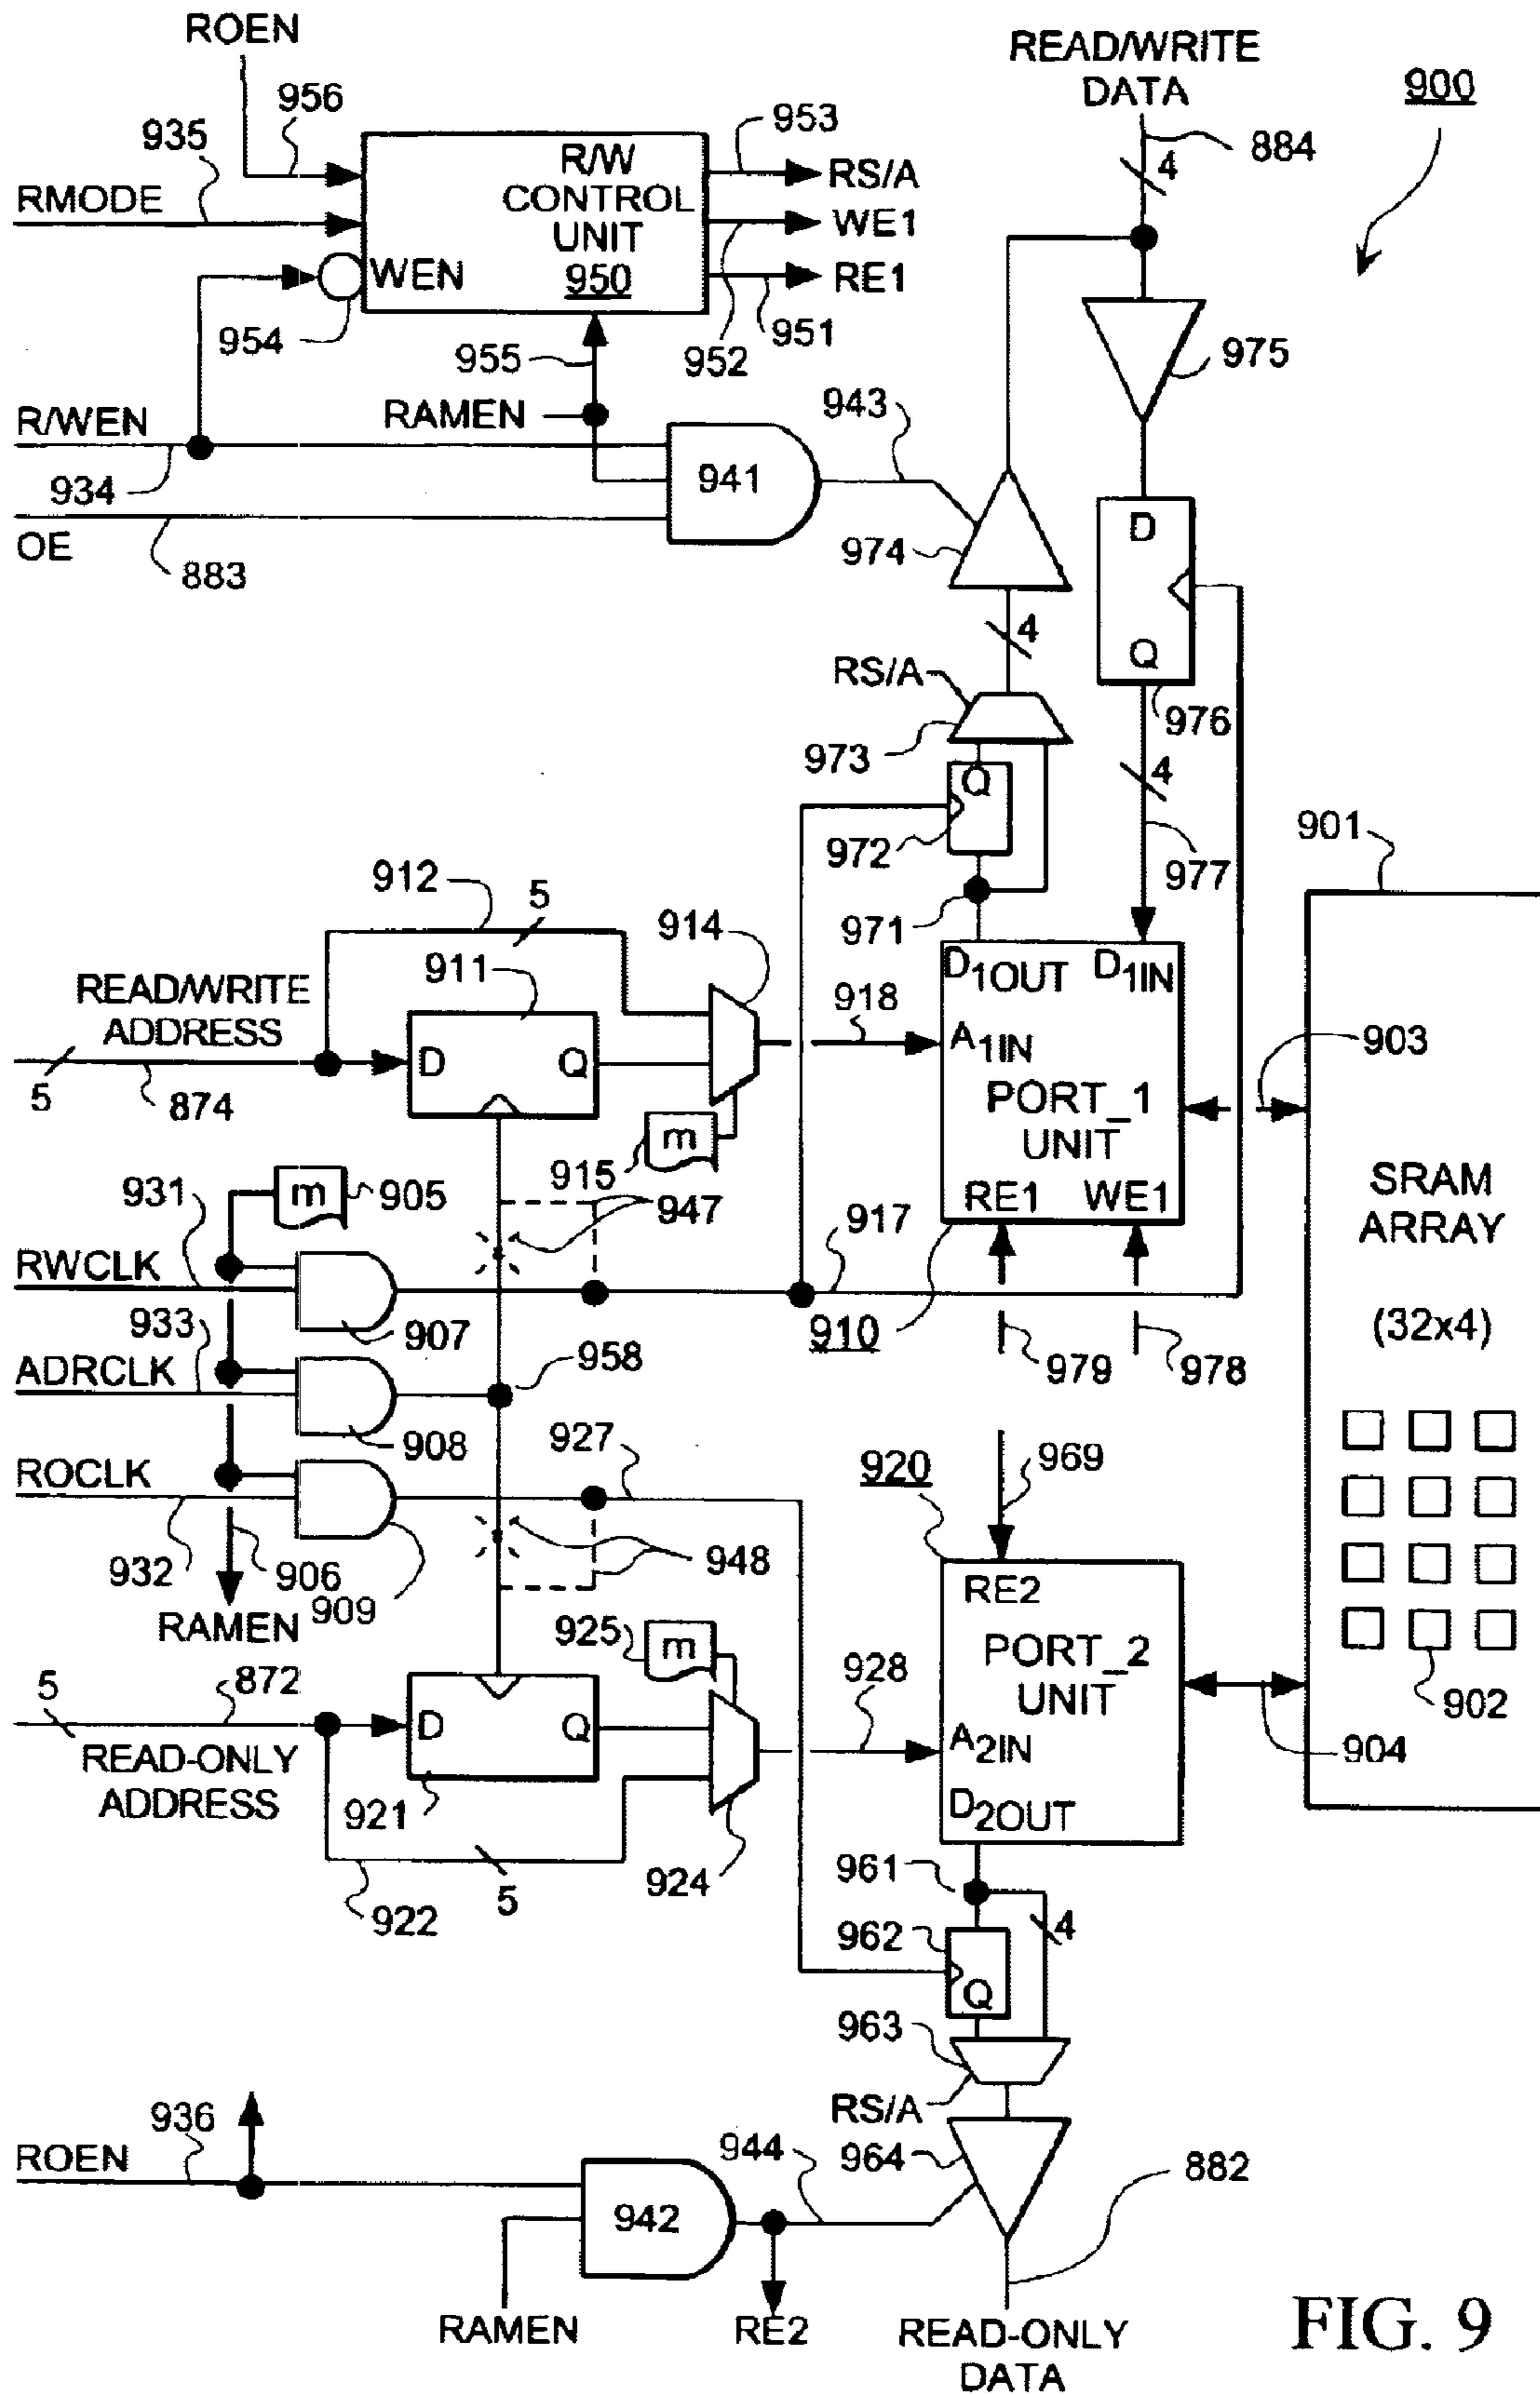 ROEN
READ/WRITE
DATA
900
956
935
953
884
4
RMODE
R/W
CONTROL
UNIT
950
RS/A
WE1
RE1
WEN
954
955
952
951
975
R/WEN
RAMEN
943
934
941
OE
883
974
D
Q
4
RS/A
976
973
Q
4
972
977
901
912
5
914
971
911
D1OUT
D1IN
READ/WRITE
ADDRESS
918
A1IN
903
D
Q
5
874
PORT_1
UNIT
m
915
931
m
905
947
RE1
WE1
917
SRAM
ARRAY
RWCLK
933
907
958
910
979
978
(32x4)
ADRCLK
908
927
ROCLK
969
920
932
906
909
948
RAMEN
RE2
925
m
PORT_2
UNIT
902
5
872
928
D
Q
A2IN
904
READ-ONLY
ADDRESS
921
D2OUT
924
961
922
5
962
4
Q
963
RS/A
936
944
964
882
ROEN
942
RAMEN
RE2
READ-ONLY
DATA
FIG. 9